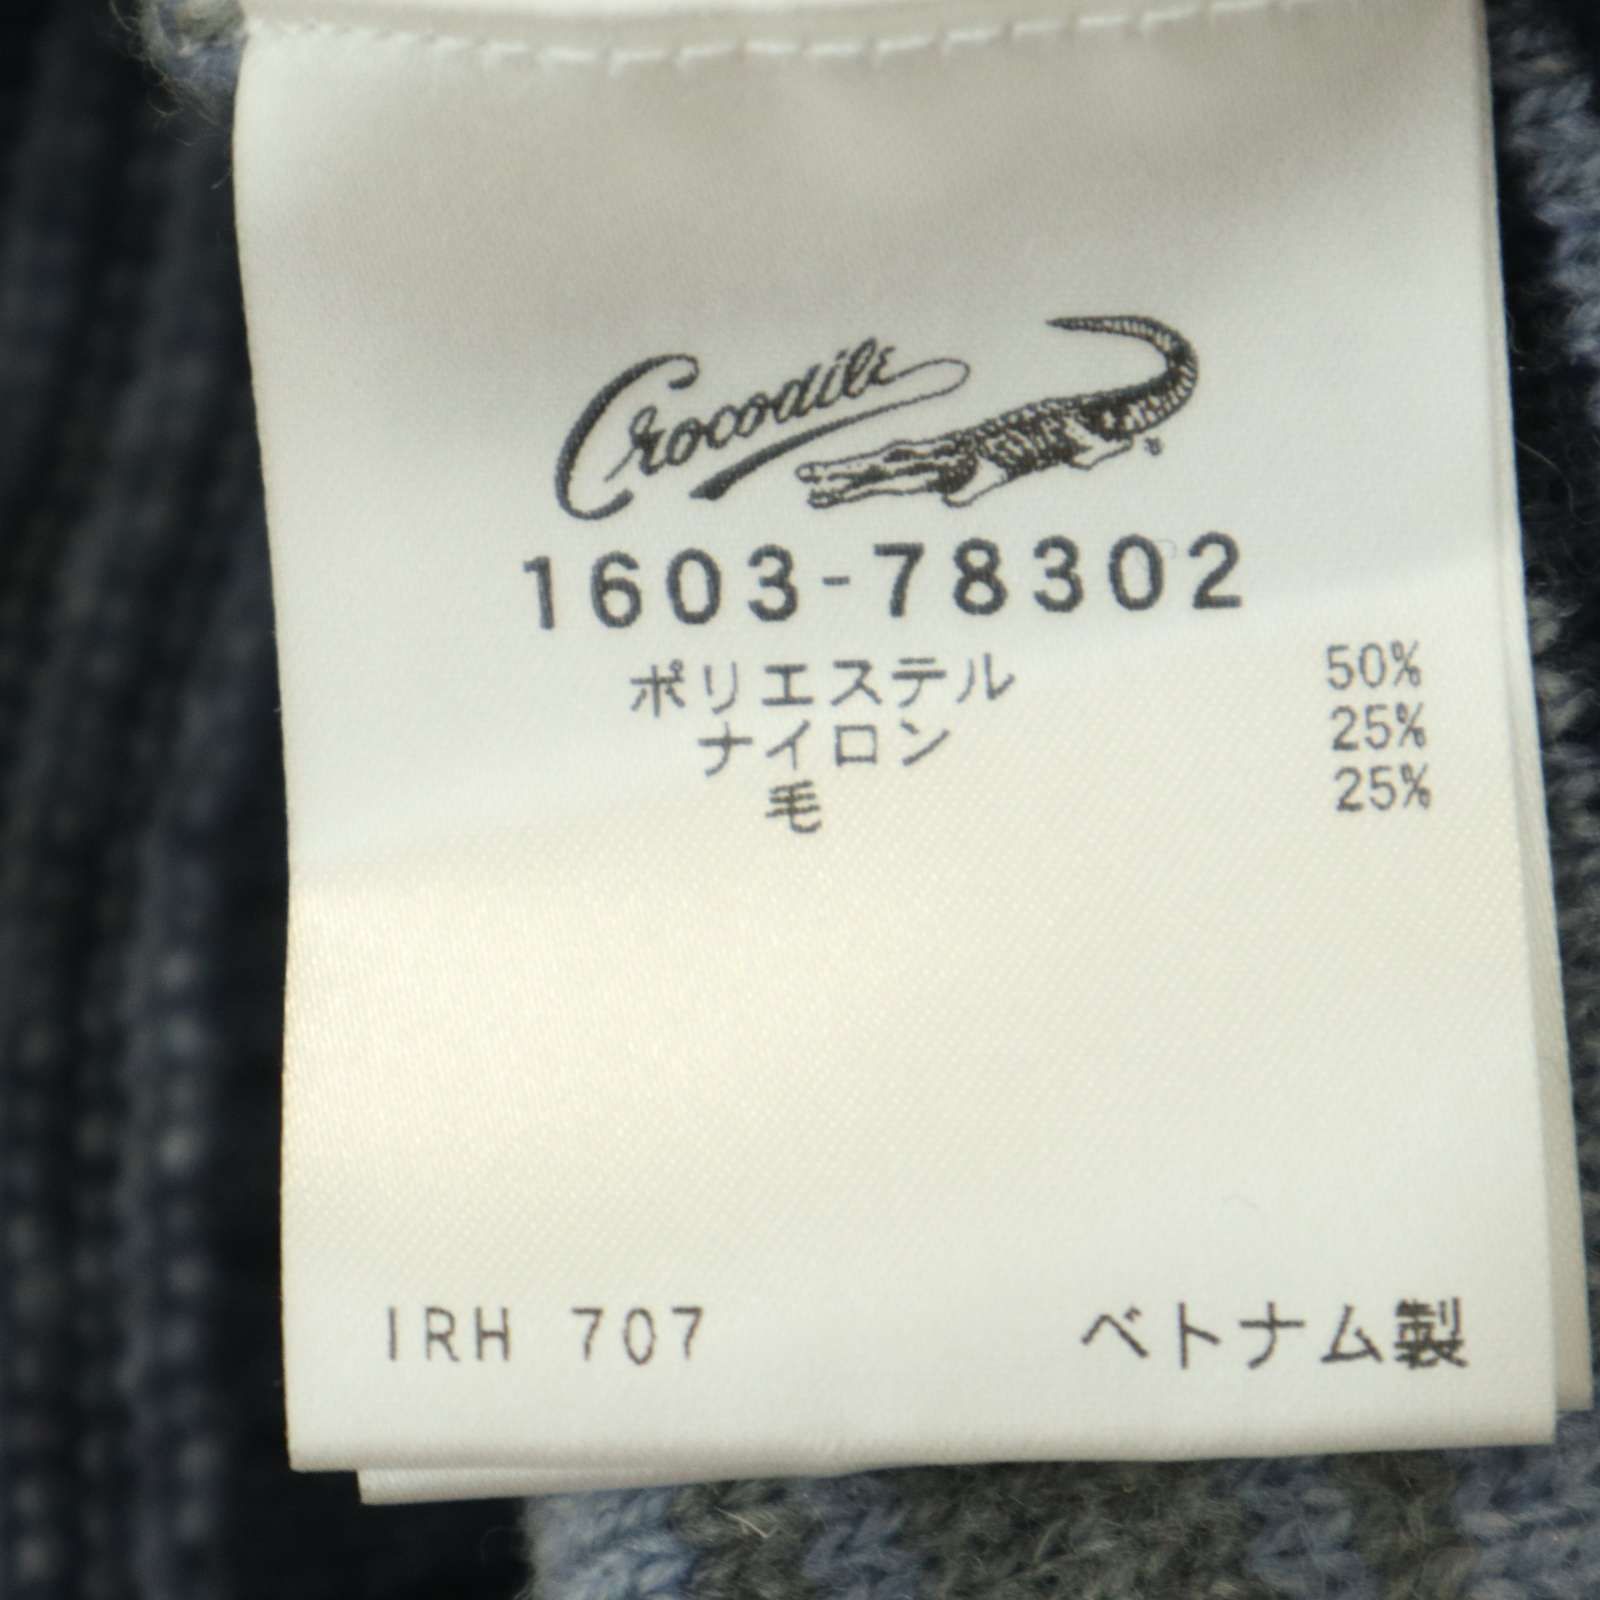 Crocodile
1603-78302
ポリエステル 50%
ナイロン 25%
毛 25%
IRH 707 ベトナム製